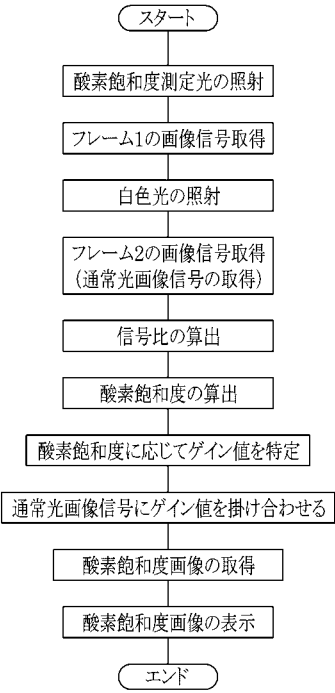 スタート
酸素飽和度測定光の照射
フレーム1の画像信号取得
白色光の照射
フレーム2の画像信号取得
(通常光画像信号の取得)
信号比の算出
酸素飽和度の算出
酸素飽和度に応じてゲイン値を特定
通常光画像信号にゲイン値を掛け合わせる
酸素飽和度画像の取得
酸素飽和度画像の表示
エンド